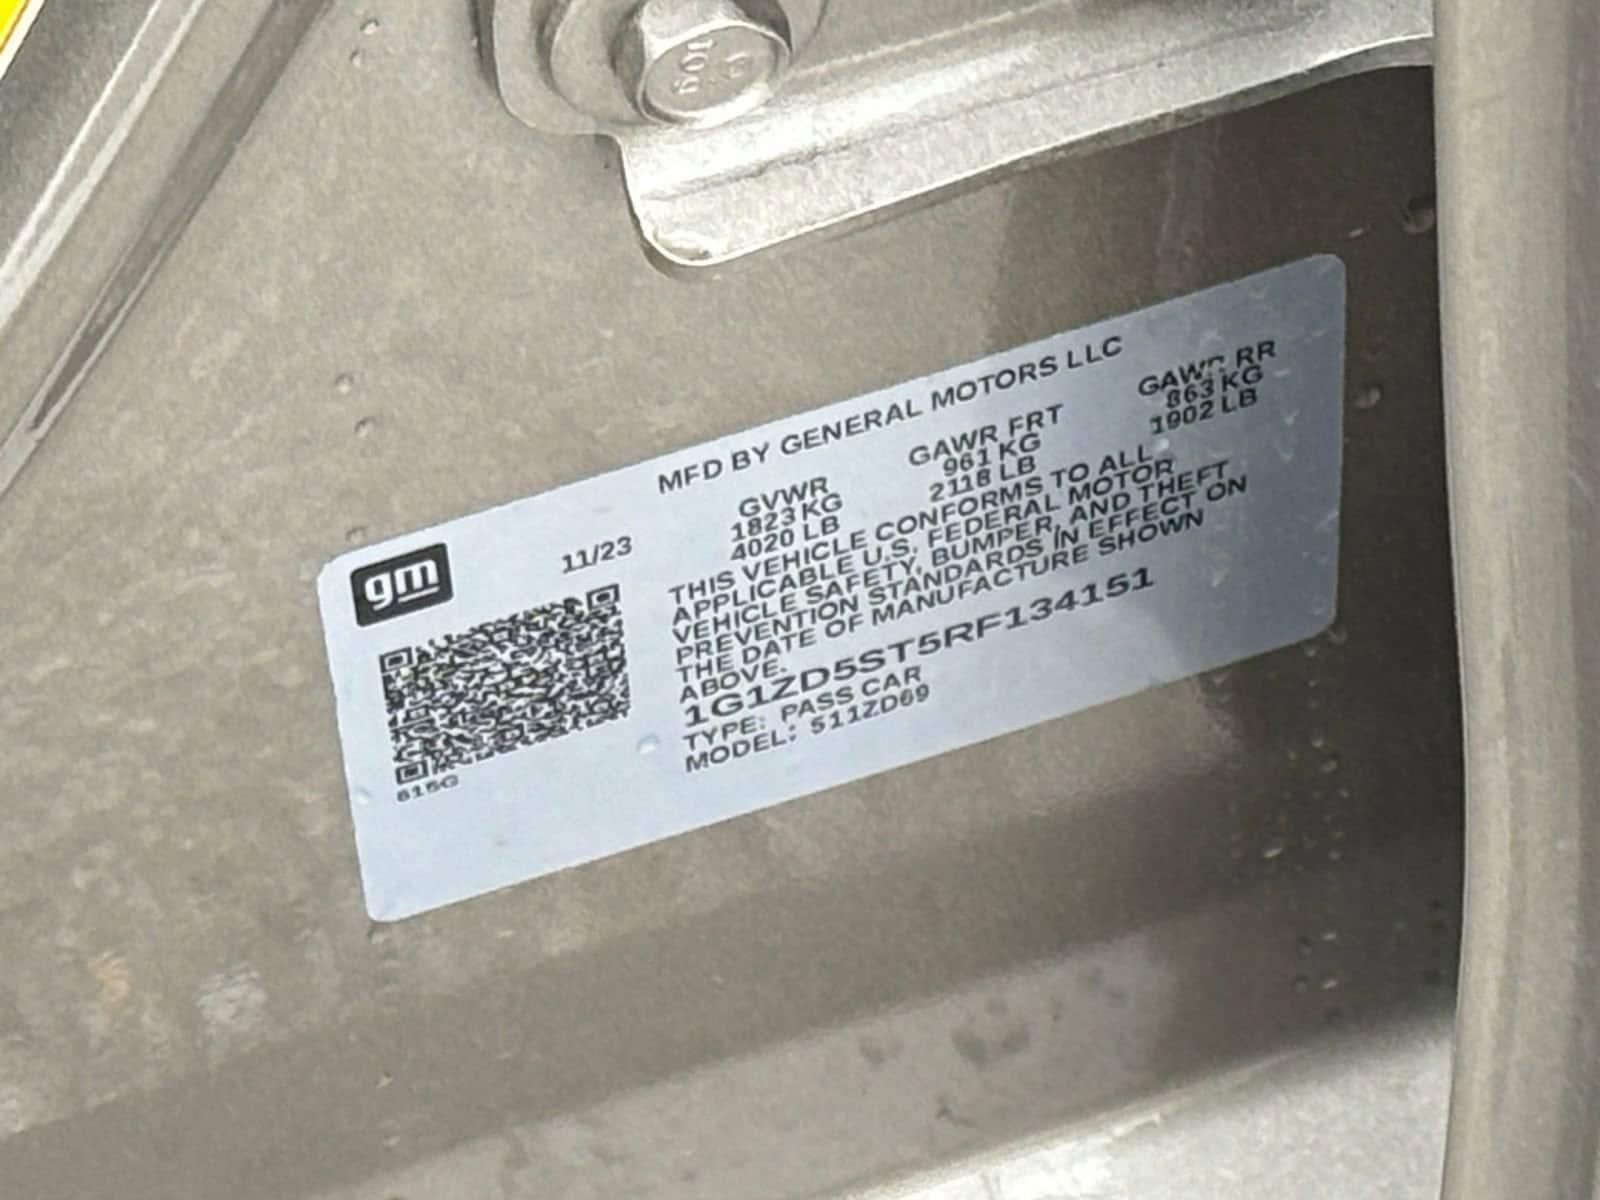 10.9
MFD BY GENERAL MOTORS LLC
gm
11/23
GVWR GAWR FRT GAWR RR
1823 KG 961 KG 863 KG
4020 LB 2118 LB 1902 LB
THIS VEHICLE CONFORMS TO ALL
APPLICABLE U.S. FEDERAL MOTOR
VEHICLE SAFETY, BUMPER, AND THEFT
PREVENTION STANDARDS IN EFFECT ON
THE DATE OF MANUFACTURE SHOWN
ABOVE.
1G1ZD5ST5RF134151
TYPE: PASS CAR
MODEL: 511ZD69